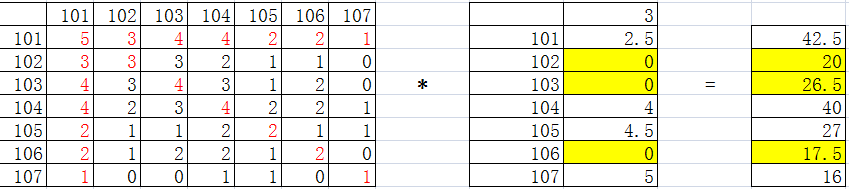 101 102 103 104 105 106 107 3
101 5 3 4 4 2 2 1 101 2.5 42.5
102 3 3 3 2 1 1 0 102 0 20
103 4 3 4 3 1 2 0 * 103 0 = 26.5
104 4 2 3 4 2 2 1 104 4 40
105 2 1 1 2 2 1 1 105 4.5 27
106 2 1 2 2 1 2 0 106 0 17.5
107 1 0 0 1 1 0 1 107 5 16